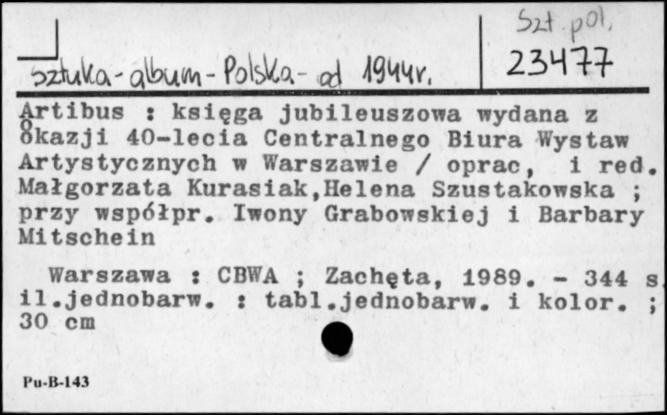 Szt pol.
sztuka - album - Polska - od 1944r.
23477
Artibus : księga jubileuszowa wydana z
okazji 40-lecia Centralnego Biura Wystaw
Artystycznych w Warszawie / oprac, i red.
Małgorzata Kurasiak,Helena Szustakowska ;
przy współpr. Iwony Grabowskiej i Barbary
Mitschein
Warszawa : CBWA ; Zachęta, 1989. - 344 s.
il.jednobarw. : tabl.jednobarw. i kolor. ;
30 cm
Pu-B-143